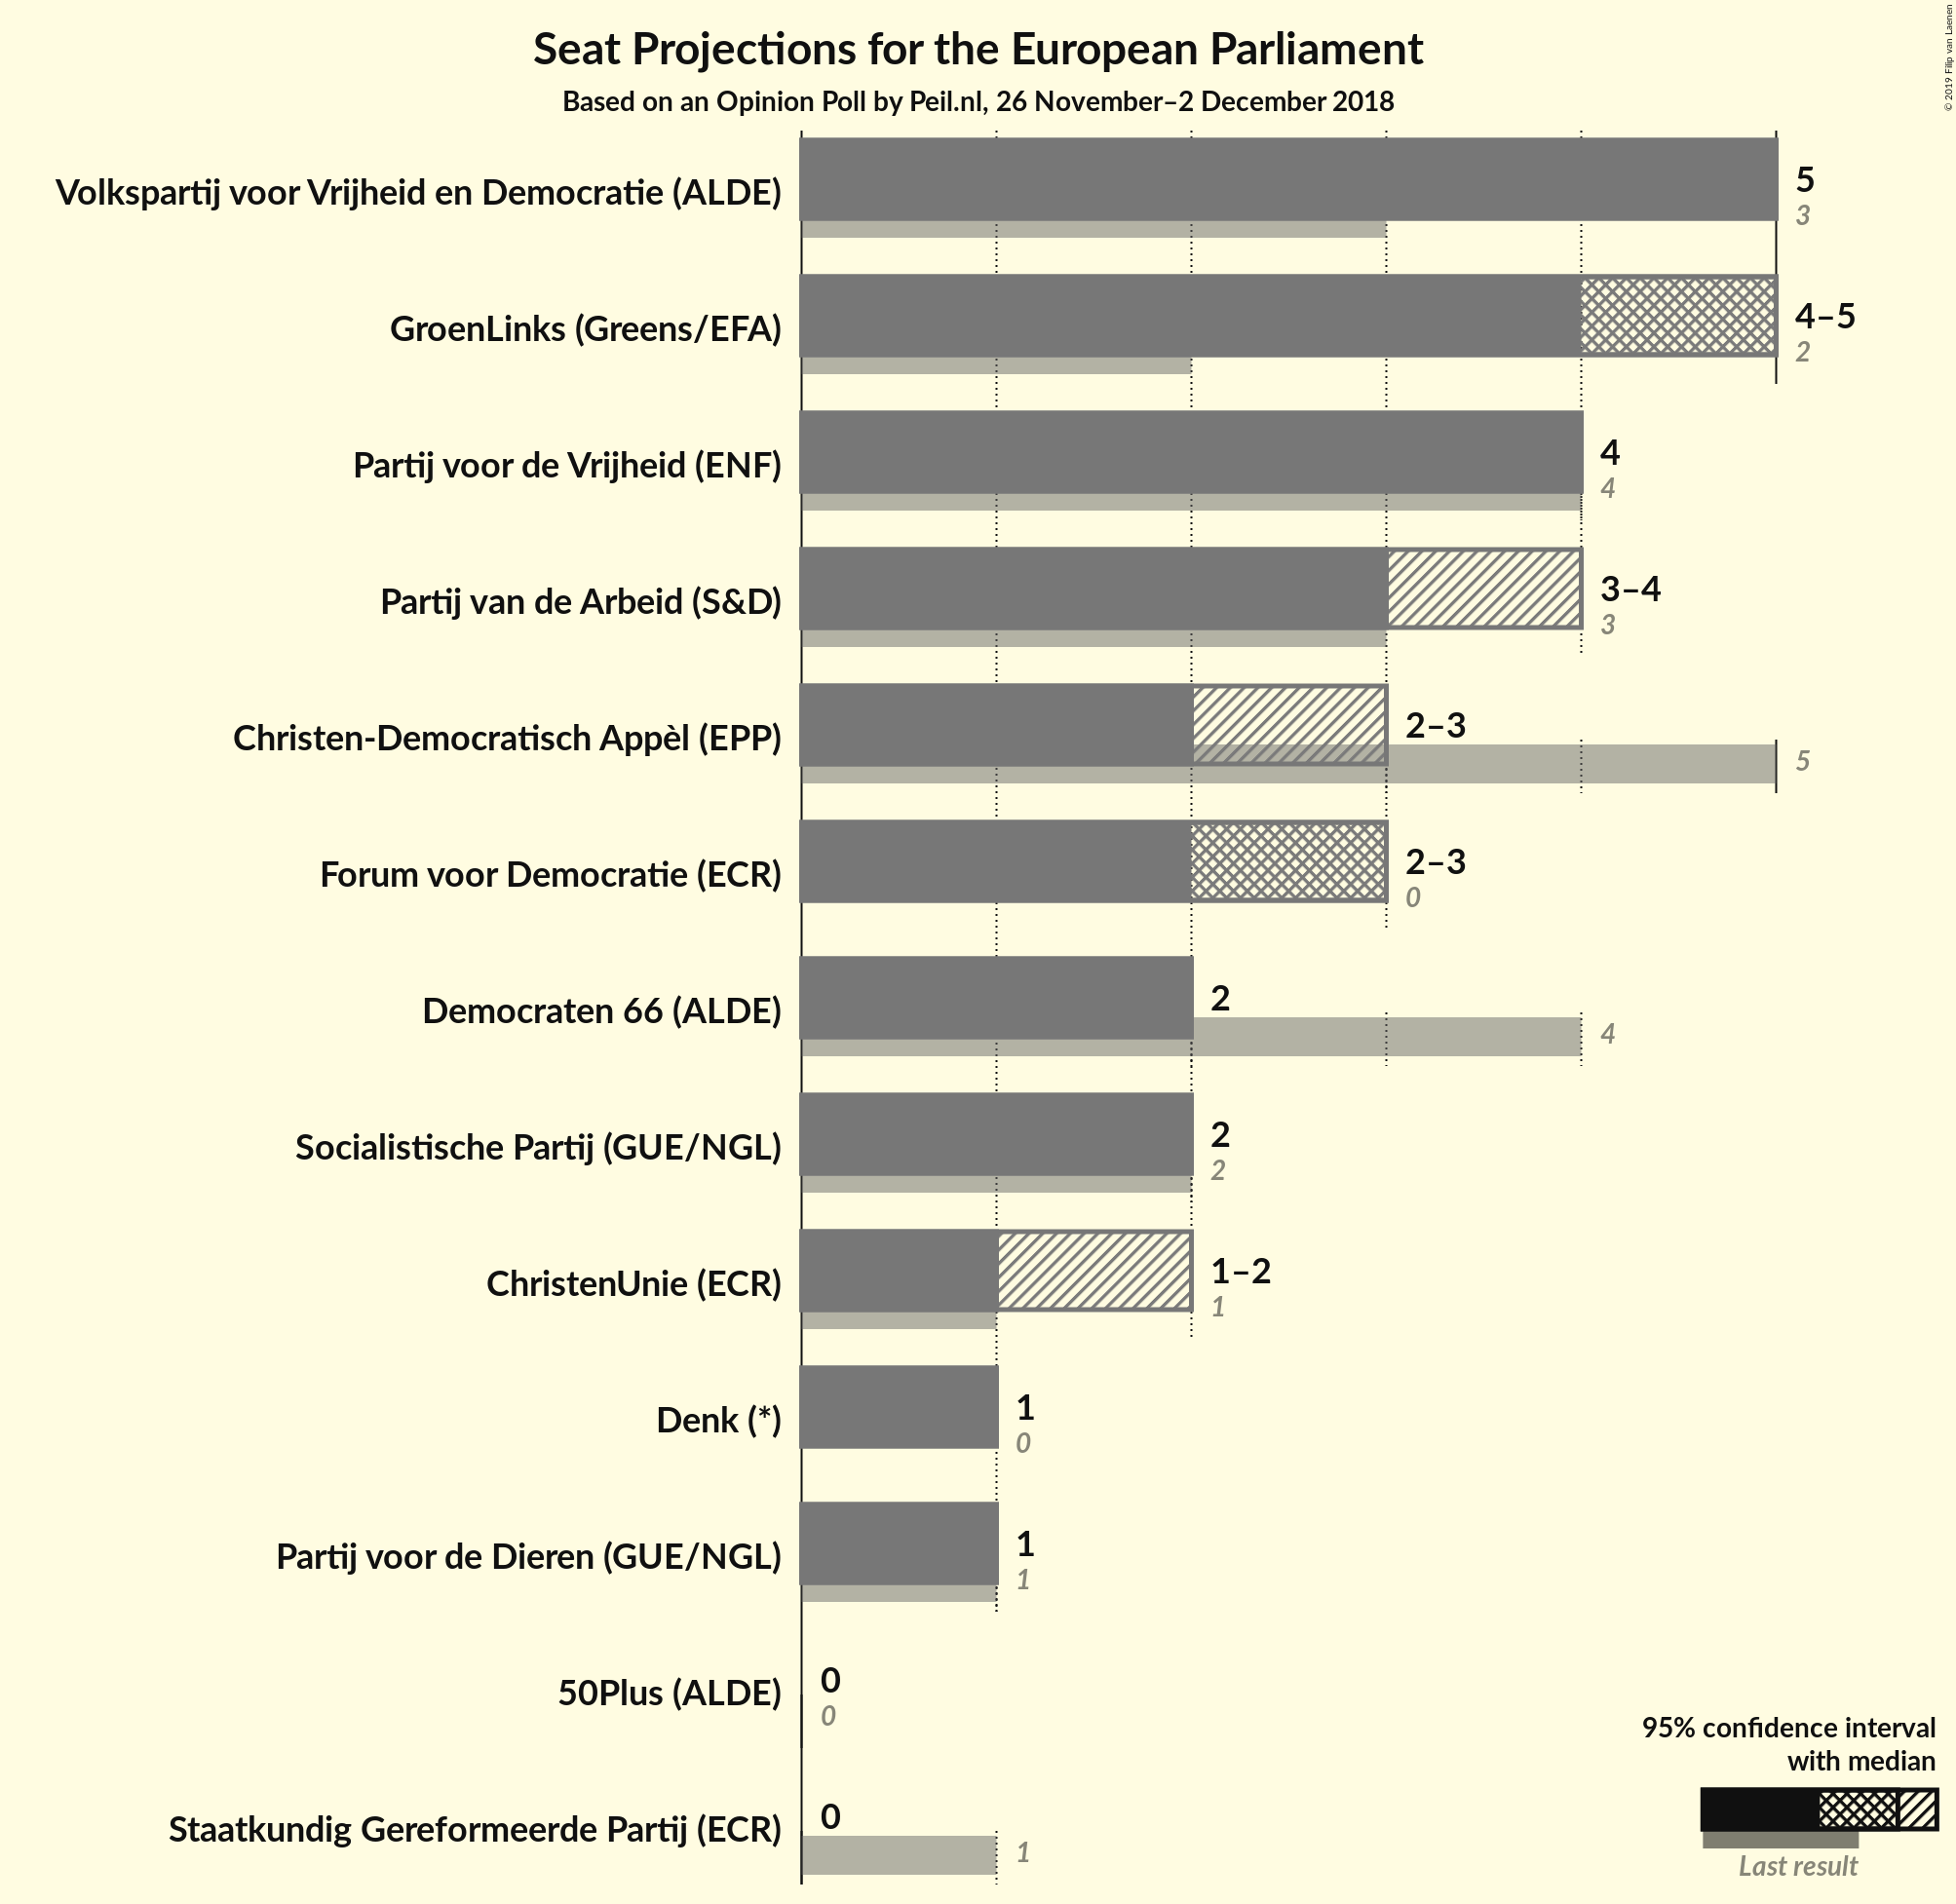 Seat Projections for the European Parliament
Based on an Opinion Poll by Peil.nl, 26 November–2 December 2018
© 2019 Filip van Laenen
Volkspartij voor Vrijheid en Democratie (ALDE)
5
3
GroenLinks (Greens/EFA)
4–5
2
Partij voor de Vrijheid (ENF)
4
4
Partij van de Arbeid (S&D)
3–4
3
Christen-Democratisch Appèl (EPP)
2–3
5
Forum voor Democratie (ECR)
2–3
0
Democraten 66 (ALDE)
2
4
Socialistische Partij (GUE/NGL)
2
2
ChristenUnie (ECR)
1–2
1
Denk (*)
1
0
Partij voor de Dieren (GUE/NGL)
1
1
50Plus (ALDE)
0
0
Staatkundig Gereformeerde Partij (ECR)
0
1
95% confidence interval
with median
Last result